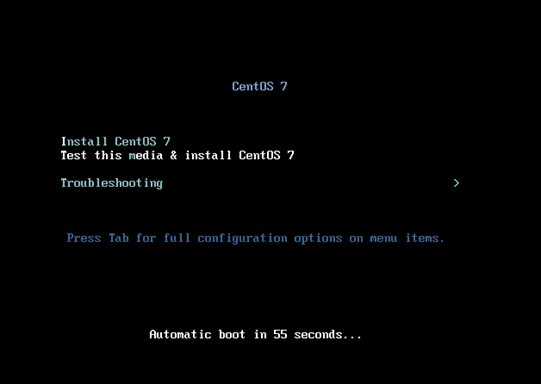 CentOS 7
Install CentOS 7
Test this media & install CentOS 7
Troubleshooting >
Press Tab for full configuration options on menu items.
Automatic boot in 55 seconds...